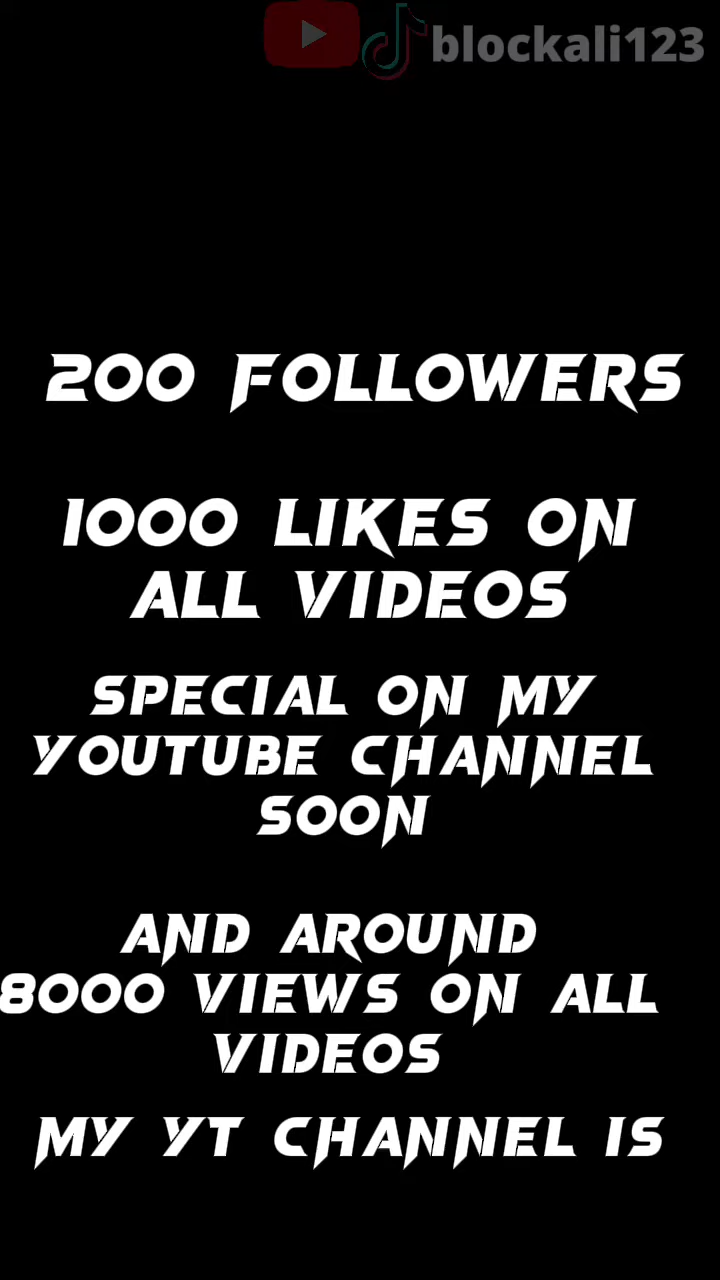 blockali123
200 FOLLOWERS
1000 LIKES ON
ALL VIDEOS
SPECIAL ON MY
YOUTUBE CHANNEL
SOON
AND AROUND
8000 VIEWS ON ALL
VIDEOS
MY YT CHANNEL IS